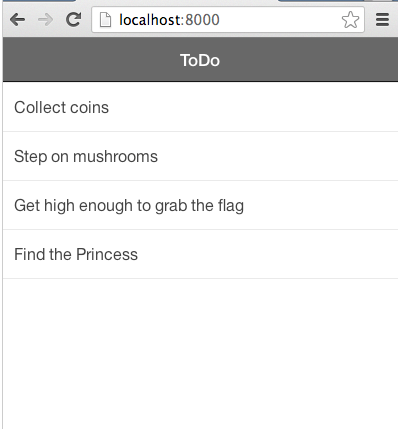 localhost:8000
ToDo
Collect coins
Step on mushrooms
Get high enough to grab the flag
Find the Princess